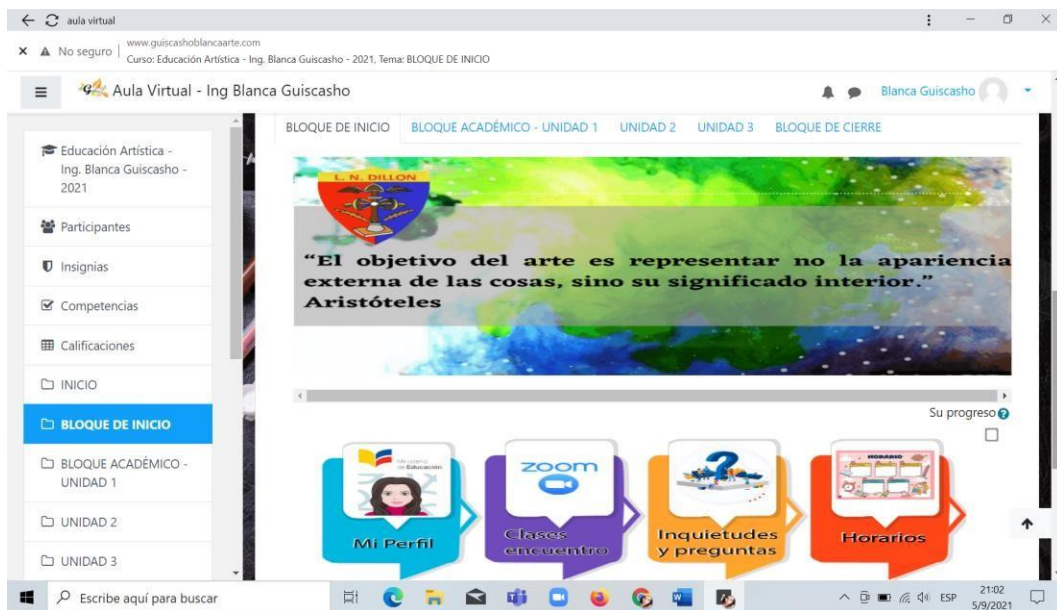 aula virtual
No seguro
www.guiscashoblancaarte.com
Curso: Educación Artística - Ing. Blanca Guiscasho - 2021, Tema: BLOQUE DE INICIO
Aula Virtual - Ing Blanca Guiscasho
Blanca Guiscasho
Educación Artística -
Ing. Blanca Guiscasho -
2021
Participantes
Insignias
Competencias
Calificaciones
INICIO
BLOQUE DE INICIO
BLOQUE ACADÉMICO -
UNIDAD 1
UNIDAD 2
UNIDAD 3
BLOQUE DE INICIO BLOQUE ACADÉMICO - UNIDAD 1 UNIDAD 2 UNIDAD 3 BLOQUE DE CIERRE
L. N. DILLON
“El objetivo del arte es representar no la apariencia
externa de las cosas, sino su significado interior.”
Aristóteles
Su progreso
Ministerio
de Educación
Mi Perfil
zoom
Clases
encuentro
Inquietudes
y preguntas
HORARIO
Horarios
Escribe aquí para buscar
ESP
21:02
5/9/2021